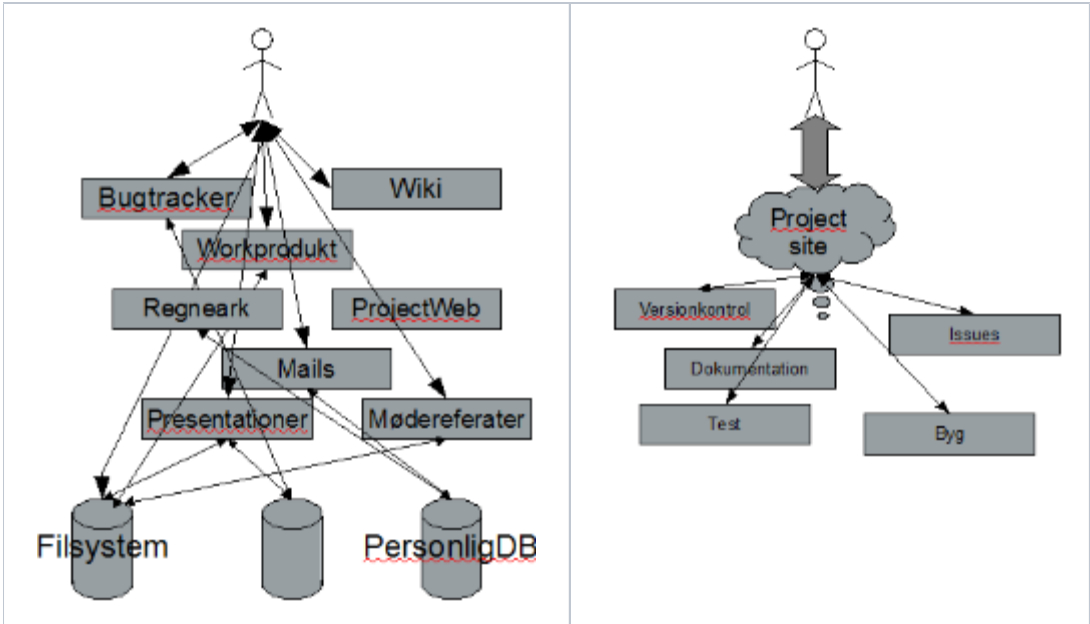 Bugtracker
Wiki
Workprodukt
Regneark
ProjectWeb
Mails
Presentationer
Mødereferater
Filsystem
PersonligDB
Project
site
Versionkontrol
Issues
Dokumentation
Test
Byg